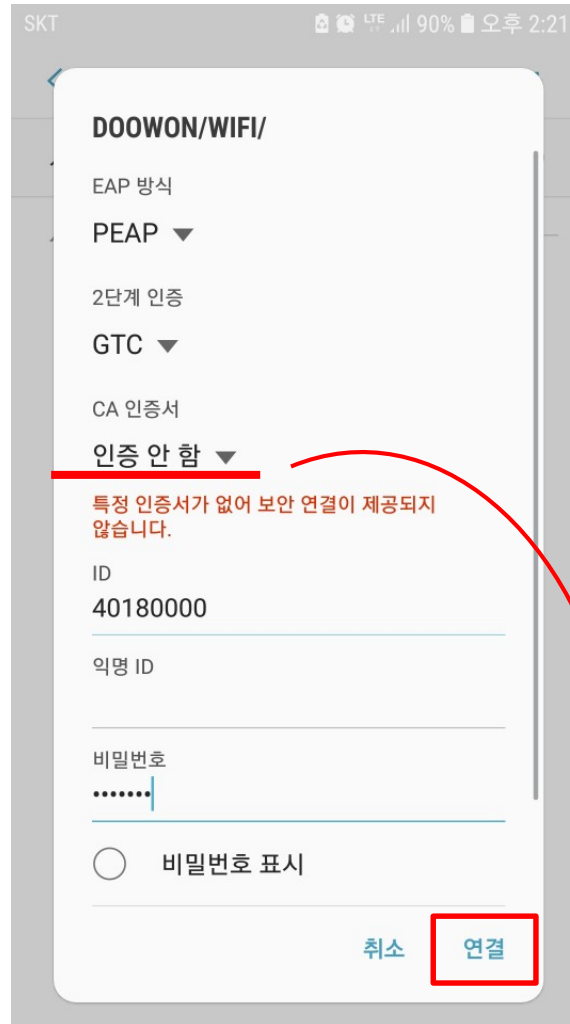 SKT LTE 90% 오후 2:21
DOOWON/WIFI/
EAP 방식
PEAP
2단계 인증
GTC
CA 인증서
인증 안 함
특정 인증서가 없어 보안 연결이 제공되지
않습니다.
ID
40180000
익명 ID
비밀번호
•••••••
비밀번호 표시
취소 연결